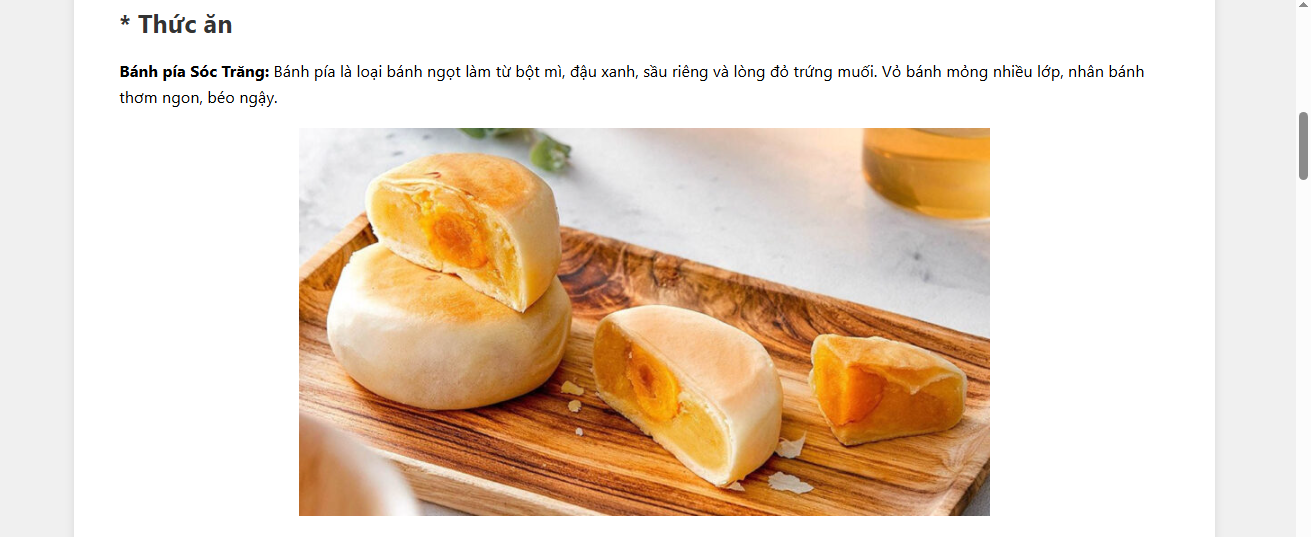 * Thức ăn
Bánh pía Sóc Trăng: Bánh pía là loại bánh ngọt làm từ bột mì, đậu xanh, sầu riêng và lòng đỏ trứng muối. Vỏ bánh mỏng nhiều lớp, nhân bánh
thơm ngon, béo ngậy.